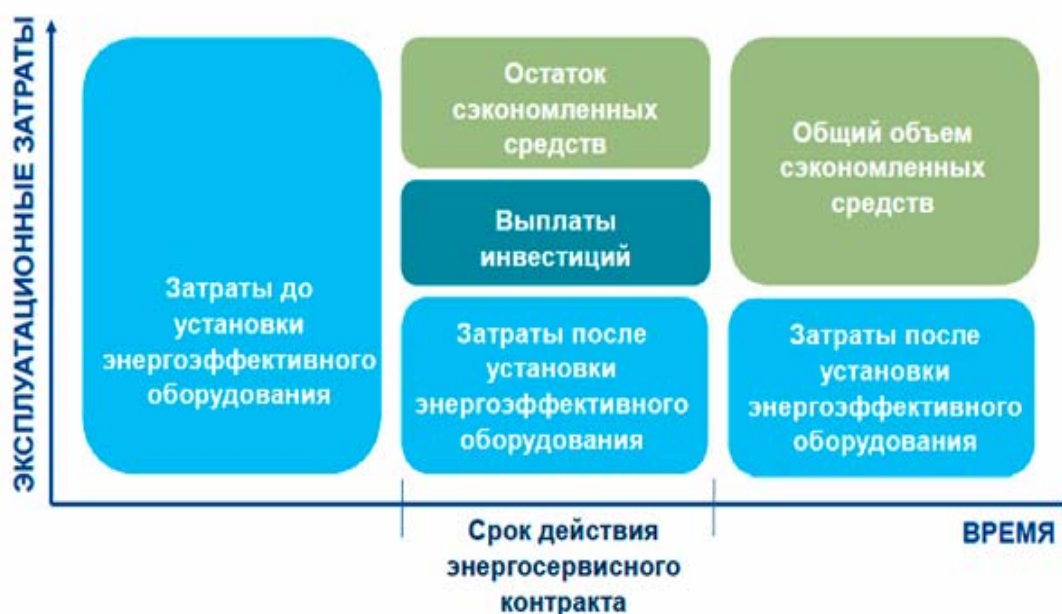 ЭКСПЛУАТАЦИОННЫЕ ЗАТРАТЫ
Затраты до
установки
энергоэффективного
оборудования
Остаток
сэкономленных
средств
Выплаты
инвестиций
Затраты после
установки
энергоэффективного
оборудования
Общий объем
сэкономленных
средств
Затраты после
установки
энергоэффективного
оборудования
Срок действия
энергосервисного
контракта
ВРЕМЯ